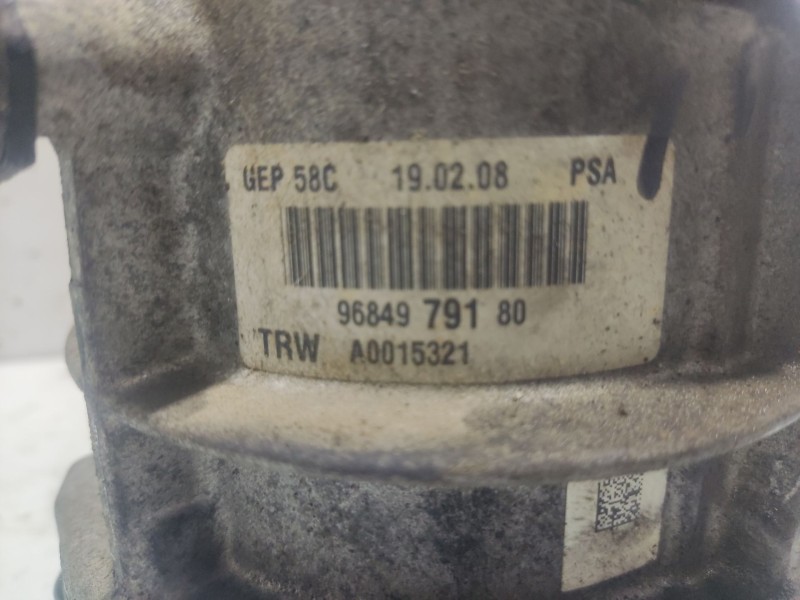 GEP 58C 19.02.08 PSA
96849 791 80
TRW A0015321